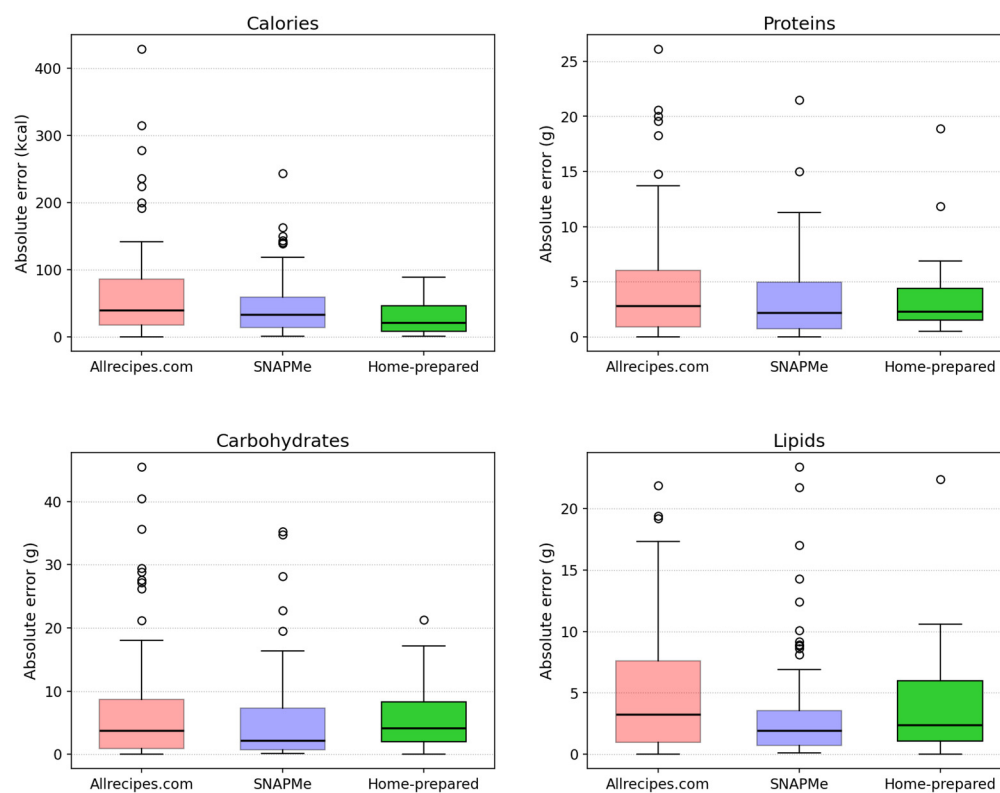 Calories
Absolute error (kcal)
400
300
200
100
0
Allrecipes.com SNAPMe Home-prepared
Proteins
Absolute error (g)
25
20
15
10
5
0
Allrecipes.com SNAPMe Home-prepared
Carbohydrates
Absolute error (g)
40
30
20
10
0
Allrecipes.com SNAPMe Home-prepared
Lipids
Absolute error (g)
20
15
10
5
0
Allrecipes.com SNAPMe Home-prepared